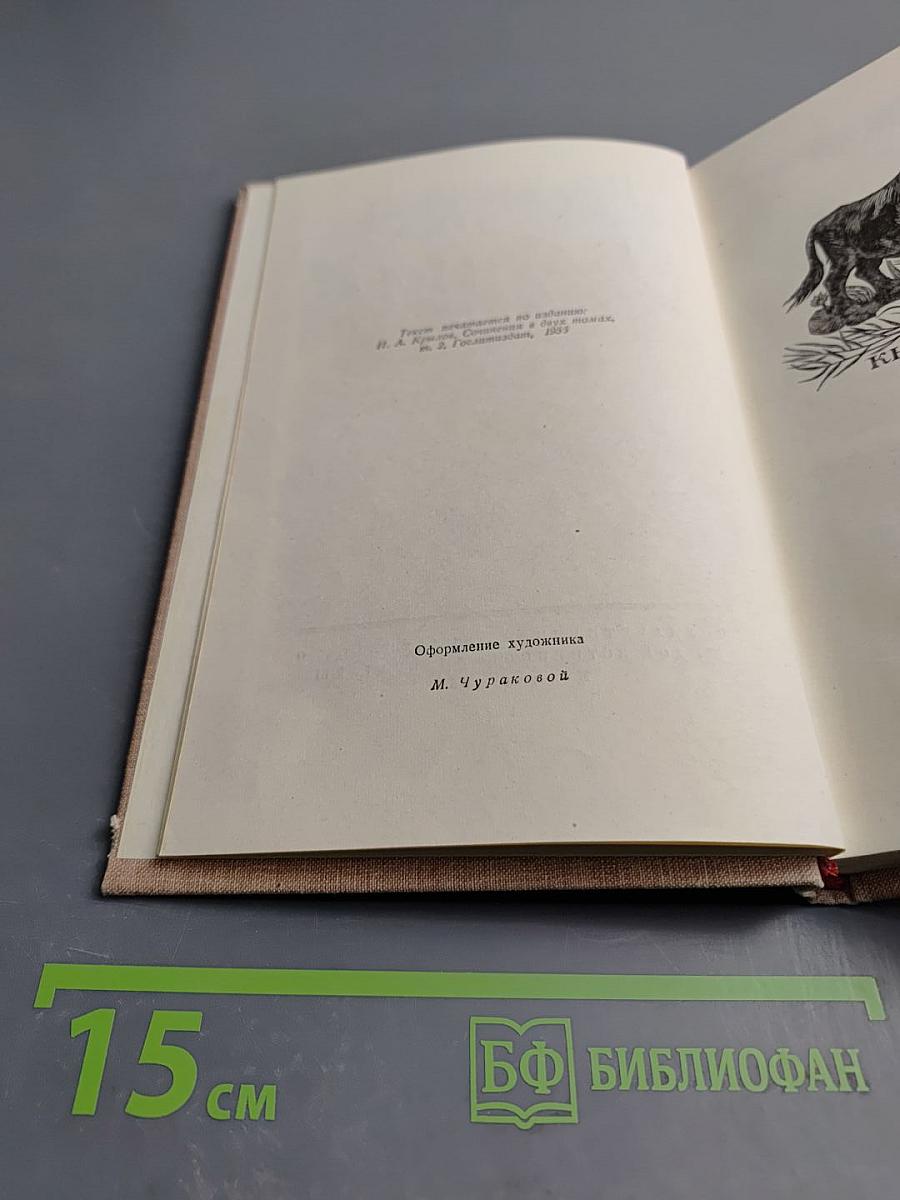 Текст печатается по изданию:
И. А. Крылов, Сочинения в двух томах,
т. 2, Гослитиздат, 1955
Оформление художника
М. Чураковой
15 см
БФ БИБЛИОФАН